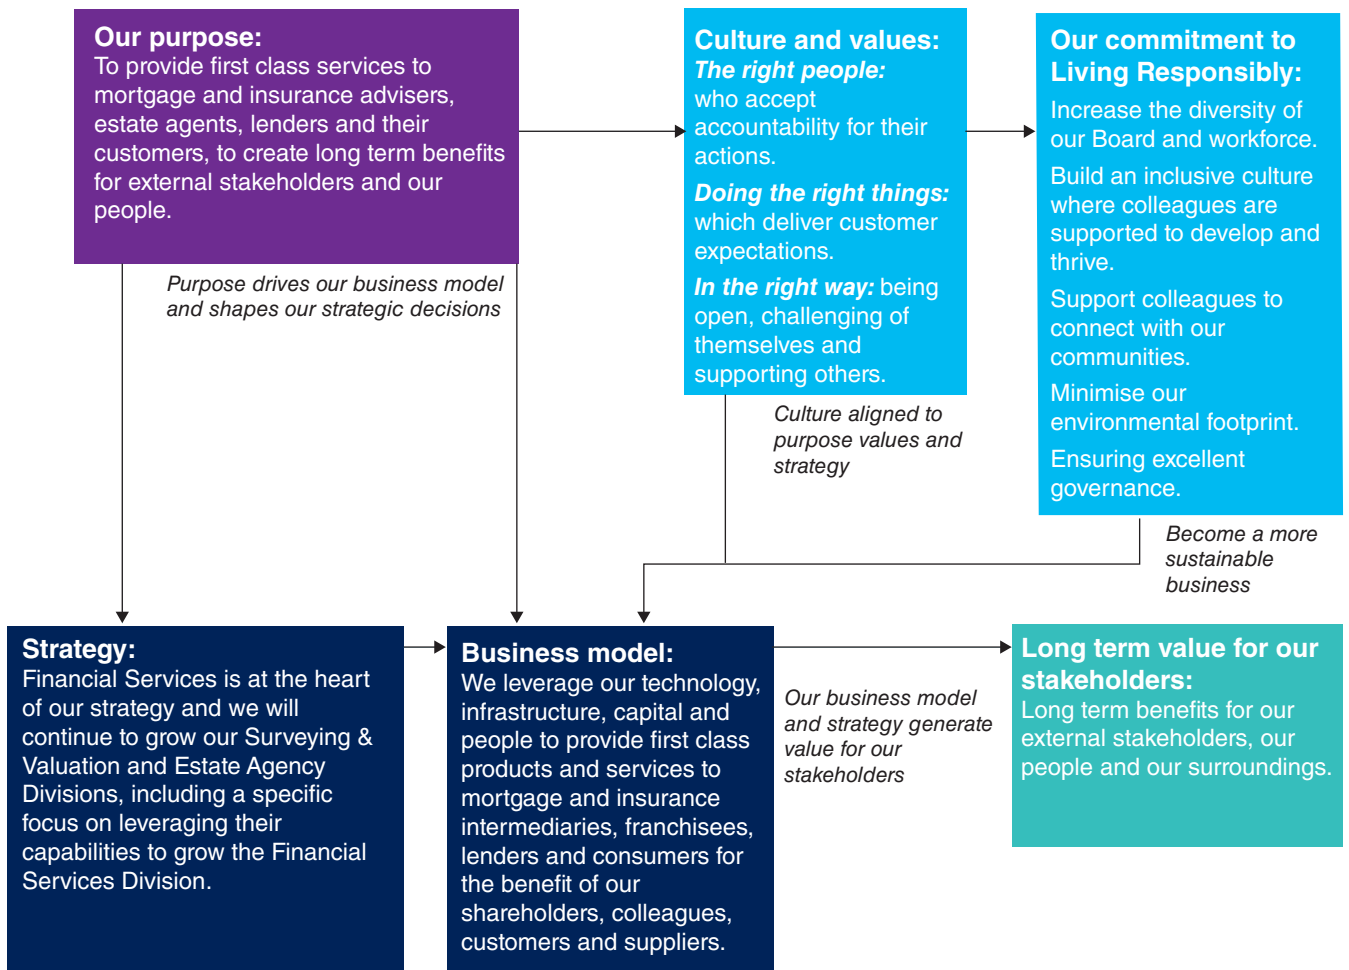 Our purpose:
To provide first class services to
mortgage and insurance advisers,
estate agents, lenders and their
customers, to create long term benefits
for external stakeholders and our
people.
Culture and values:
The right people:
who accept
accountability for their
actions.
Doing the right things:
which deliver customer
expectations.
In the right way: being
open, challenging of
themselves and
supporting others.
Our commitment to
Living Responsibly:
Increase the diversity of
our Board and workforce.
Build an inclusive culture
where colleagues are
supported to develop and
thrive.
Support colleagues to
connect with our
communities.
Minimise our
environmental footprint.
Ensuring excellent
governance.
Purpose drives our business model
and shapes our strategic decisions
Culture aligned to
purpose values and
strategy
Become a more
sustainable
business
Strategy:
Financial Services is at the heart
of our strategy and we will
continue to grow our Surveying &
Valuation and Estate Agency
Divisions, including a specific
focus on leveraging their
capabilities to grow the Financial
Services Division.
Business model:
We leverage our technology,
infrastructure, capital and
people to provide first class
products and services to
mortgage and insurance
intermediaries, franchisees,
lenders and consumers for
the benefit of our
shareholders, colleagues,
customers and suppliers.
Our business model
and strategy generate
value for our
stakeholders
Long term value for our
stakeholders:
Long term benefits for our
external stakeholders, our
people and our surroundings.